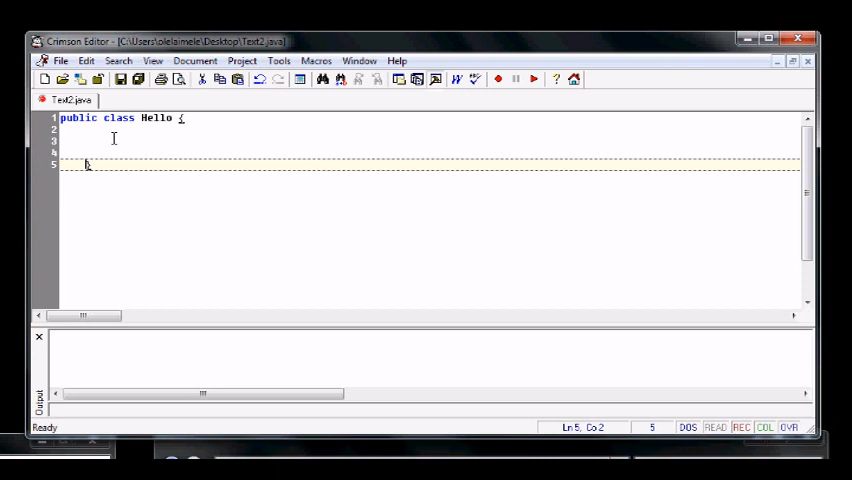 Crimson Editor - [C:\Users\olelaimele\Desktop\Text2.java]
File Edit Search View Document Project Tools Macros Window Help
Text2.java
1 public class Hello {
2
3
4
5 }
Output
Ready Ln 5, Co 2 5 DOS READ REC COL OVR